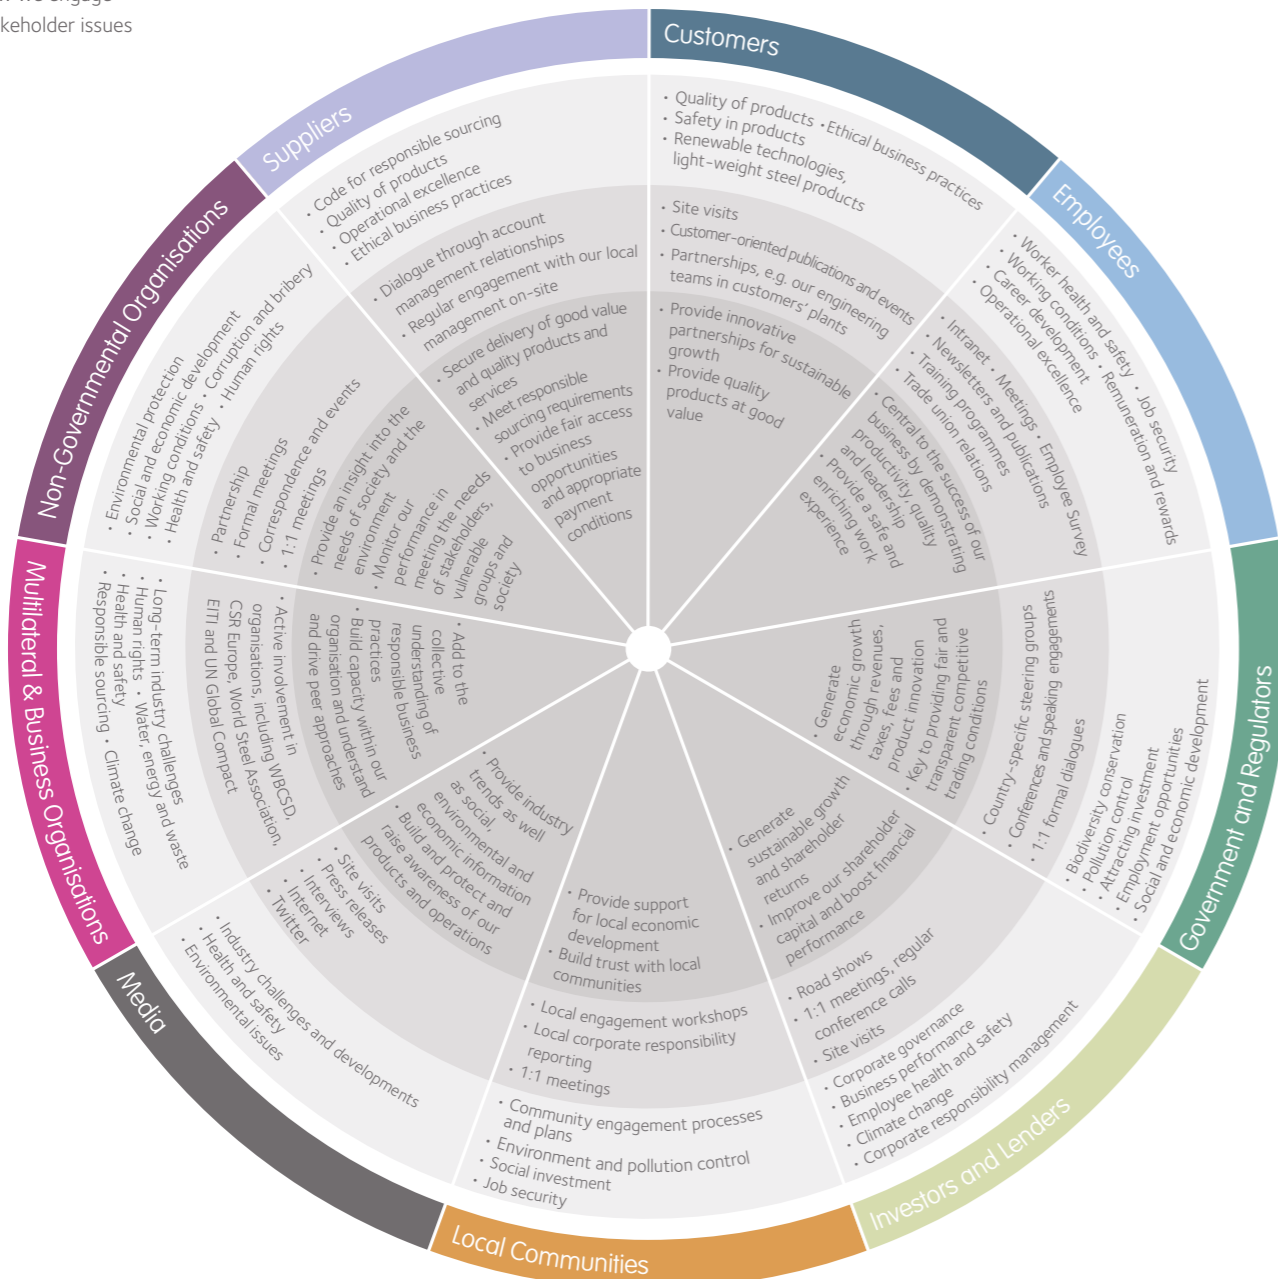 engage
keholder issues
Customers
• Quality of products • Ethical business practices
• Safety in products
• Renewable technologies,
light-weight steel products
• Site visits
• Customer-oriented publications and events
• Partnerships, e.g. our engineering
teams in customers' plants
• Provide innovative
partnerships for sustainable
growth
• Provide quality
products at good
value
Employees
• Worker health and safety • Job security
• Working conditions • Remuneration and rewards
• Career development
• Operational excellence
• Intranet • Meetings • Employee Survey
• Newsletters and publications
• Training programmes
• Trade union relations
• Central to the success of our
business by demonstrating
productivity, quality
and leadership
• Provide a safe and
enriching work
experience
Government and Regulators
• Generate
economic growth
through revenues,
taxes, fees and
product innovation
• Key to providing fair and
transparent competitive
trading conditions
• Country-specific steering groups
• Conferences and speaking engagements
• 1:1 formal dialogues
• Biodiversity conservation
• Pollution control
• Attracting investment
• Employment opportunities
• Social and economic development
Investors and Lenders
• Generate
sustainable growth
and shareholder
returns
• Improve our shareholder
capital and boost financial
performance
• Road shows
• 1:1 meetings, regular
conference calls
• Site visits
• Corporate governance
• Business performance
• Employee health and safety
• Climate change
• Corporate responsibility management
Local Communities
• Provide support
for local economic
development
• Build trust with local
communities
• Local engagement workshops
• Local corporate responsibility
reporting
• 1:1 meetings
• Community engagement processes
and plans
• Environment and pollution control
• Social investment
• Job security
Media
• Provide industry
trends as well
as social,
environmental and
economic information
• Build and protect and
raise awareness of our
products and operations
• Site visits
• Press releases
• Interviews
• Internet
• Twitter
• Industry challenges and developments
• Health and safety
• Environmental issues
Multilateral & Business Organisations
• Add to the
collective
understanding of
responsible business
practices
• Build capacity within our
organisation and understand
and drive peer approaches
• Active involvement in
organisations, including WBCSD,
CSR Europe, World Steel Association,
EITI and UN Global Compact
• Long-term industry challenges
• Human rights • Water, energy and waste
• Health and safety
• Responsible sourcing • Climate change
Non-Governmental Organisations
• Environmental protection
• Social and economic development
• Working conditions • Corruption and bribery
• Health and safety • Human rights
• Partnership
• Formal meetings
• Correspondence and events
• 1:1 meetings
• Provide an insight into the
needs of society and the
environment
• Monitor our
performance in
meeting the needs
of stakeholders,
vulnerable
groups and
society
Suppliers
• Code for responsible sourcing
• Quality of products
• Operational excellence
• Ethical business practices
• Dialogue through account
management relationships
• Regular engagement with our local
management on-site
• Secure delivery of good value
and quality products and
services
• Meet responsible
sourcing requirements
• Provide fair access
to business
opportunities
and appropriate
payment
conditions